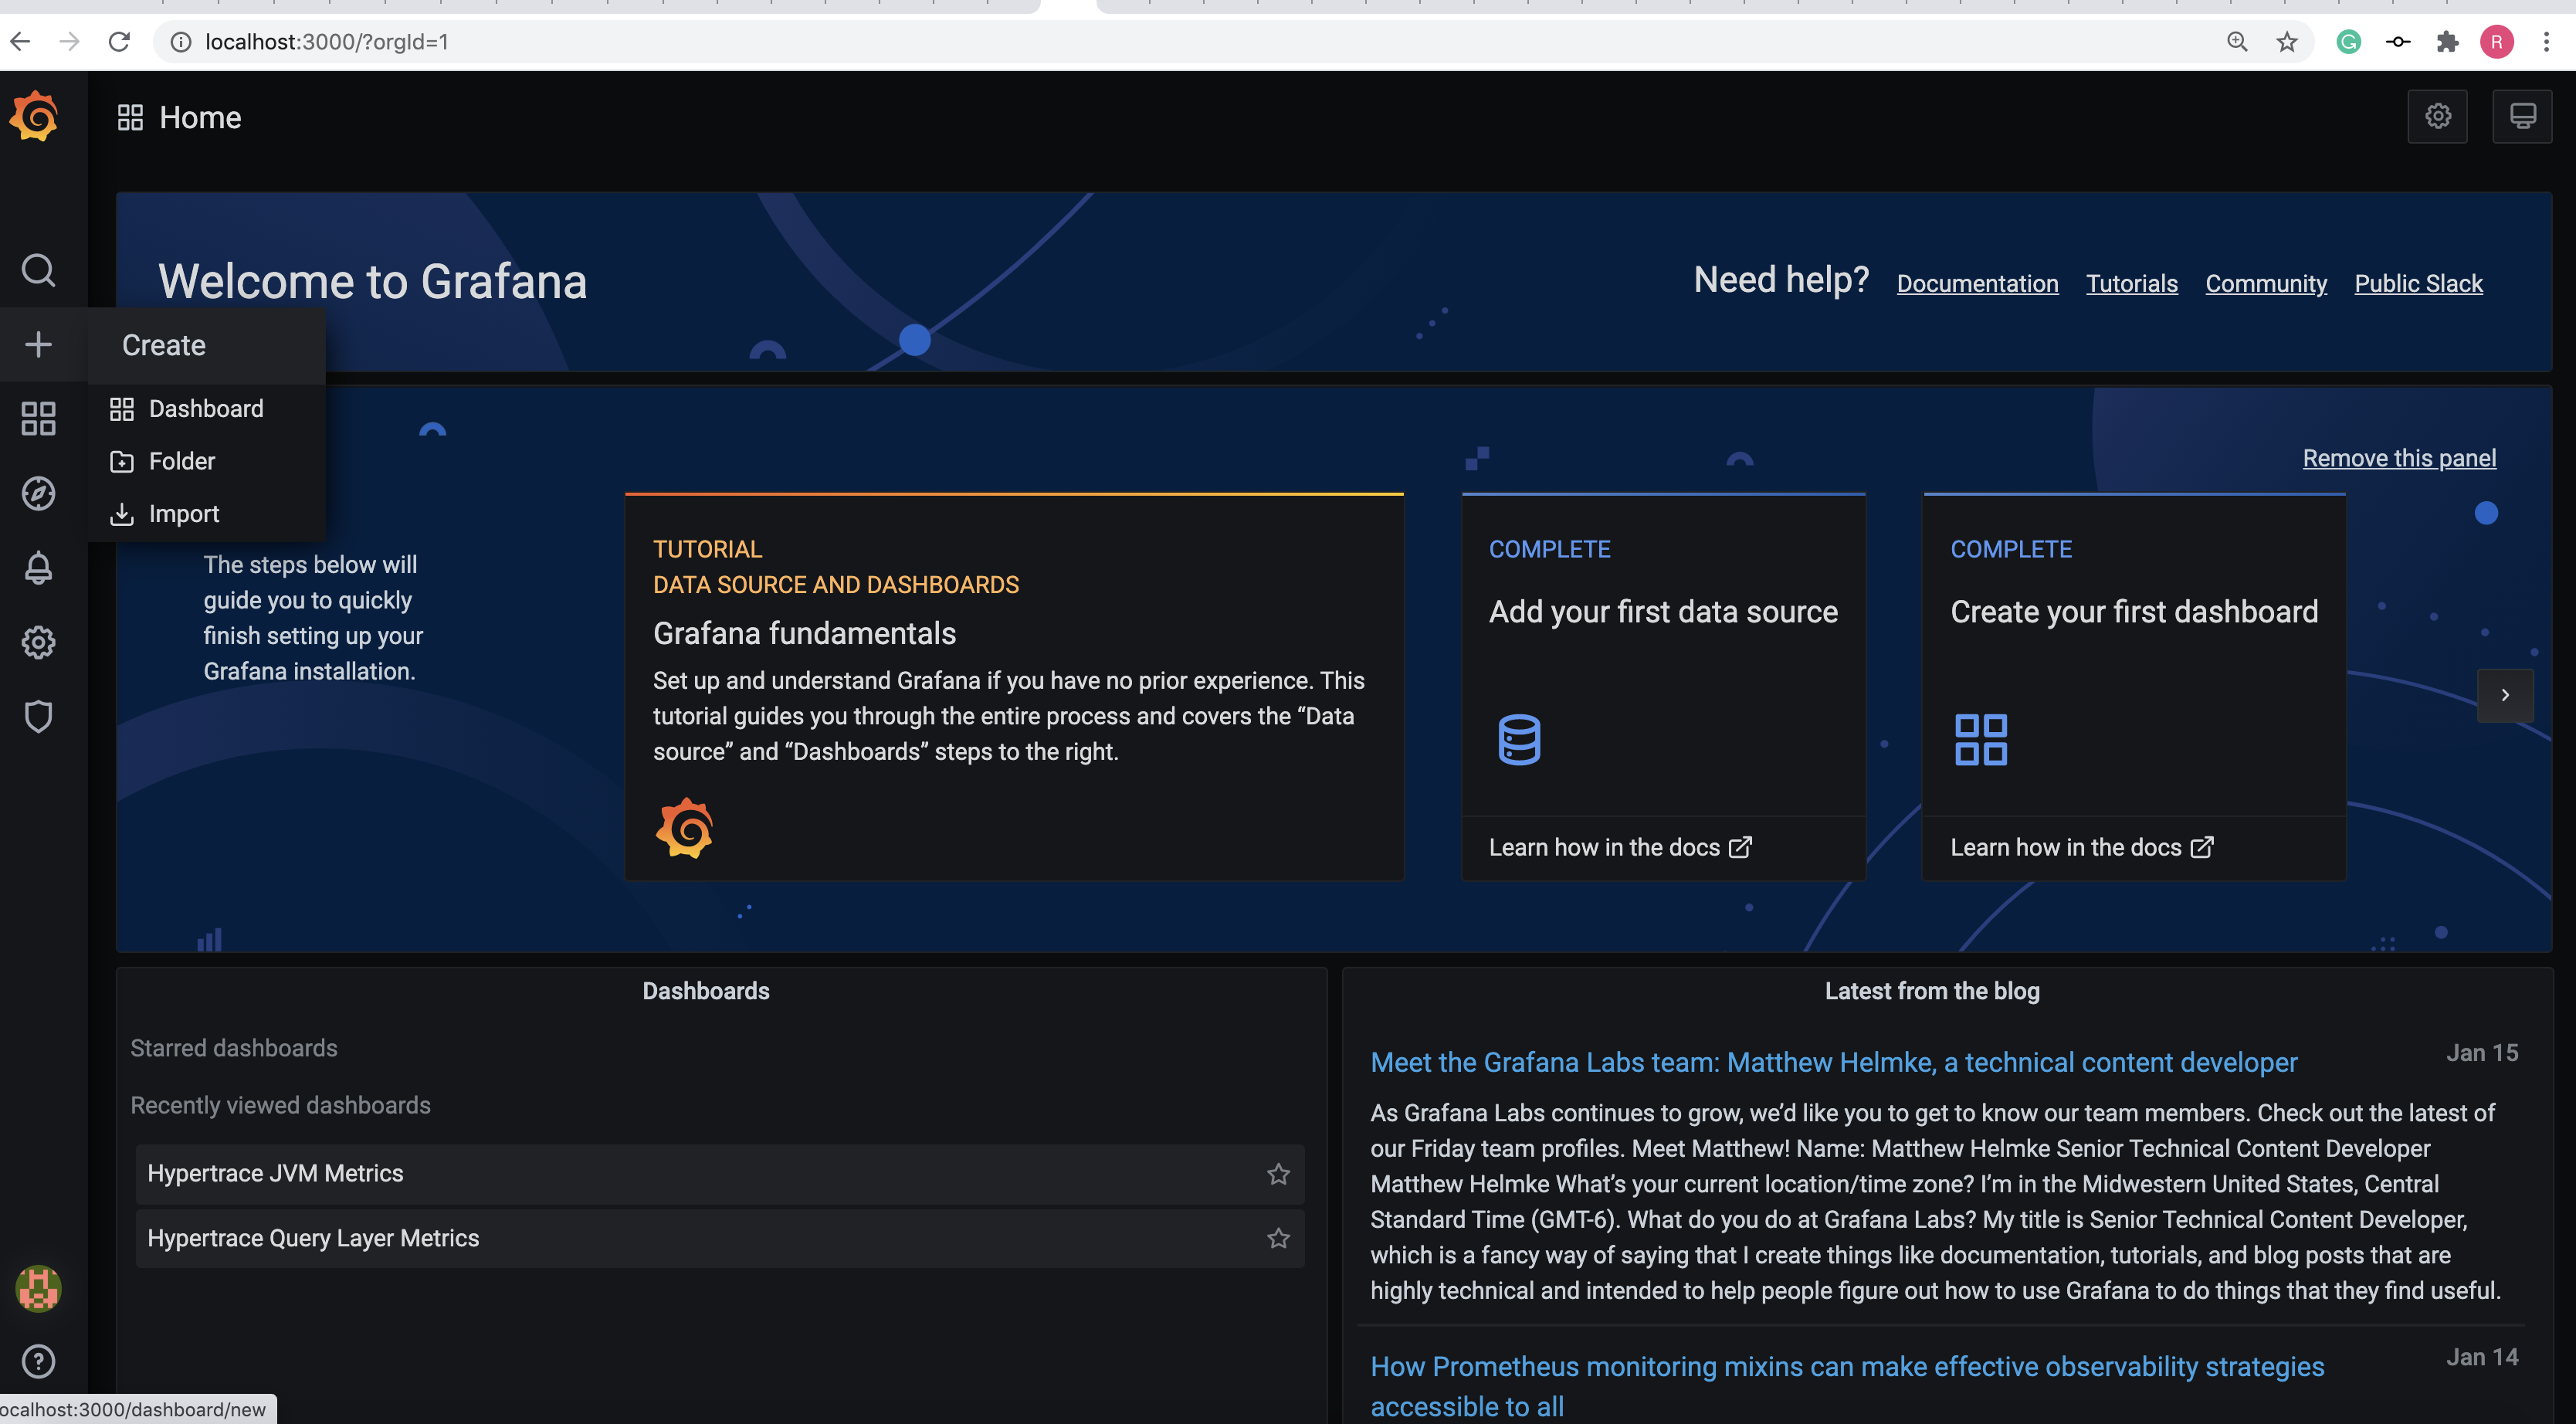 localhost:3000/?orgId=1
R
Home
Welcome to Grafana
Need help? Documentation Tutorials Community Public Slack
Create
Dashboard
Folder
Import
Remove this panel
The steps below will
guide you to quickly
finish setting up your
Grafana installation.
TUTORIAL
DATA SOURCE AND DASHBOARDS
Grafana fundamentals
Set up and understand Grafana if you have no prior experience. This
tutorial guides you through the entire process and covers the “Data
source” and “Dashboards” steps to the right.
COMPLETE
Add your first data source
Learn how in the docs
COMPLETE
Create your first dashboard
Learn how in the docs
Dashboards
Starred dashboards
Recently viewed dashboards
Hypertrace JVM Metrics
Hypertrace Query Layer Metrics
Latest from the blog
Meet the Grafana Labs team: Matthew Helmke, a technical content developer
Jan 15
As Grafana Labs continues to grow, we’d like you to get to know our team members. Check out the latest of
our Friday team profiles. Meet Matthew! Name: Matthew Helmke Senior Technical Content Developer
Matthew Helmke What’s your current location/time zone? I’m in the Midwestern United States, Central
Standard Time (GMT-6). What do you do at Grafana Labs? My title is Senior Technical Content Developer,
which is a fancy way of saying that I create things like documentation, tutorials, and blog posts that are
highly technical and intended to help people figure out how to use Grafana to do things that they find useful.
How Prometheus monitoring mixins can make effective observability strategies
accessible to all
Jan 14
ocalhost:3000/dashboard/new